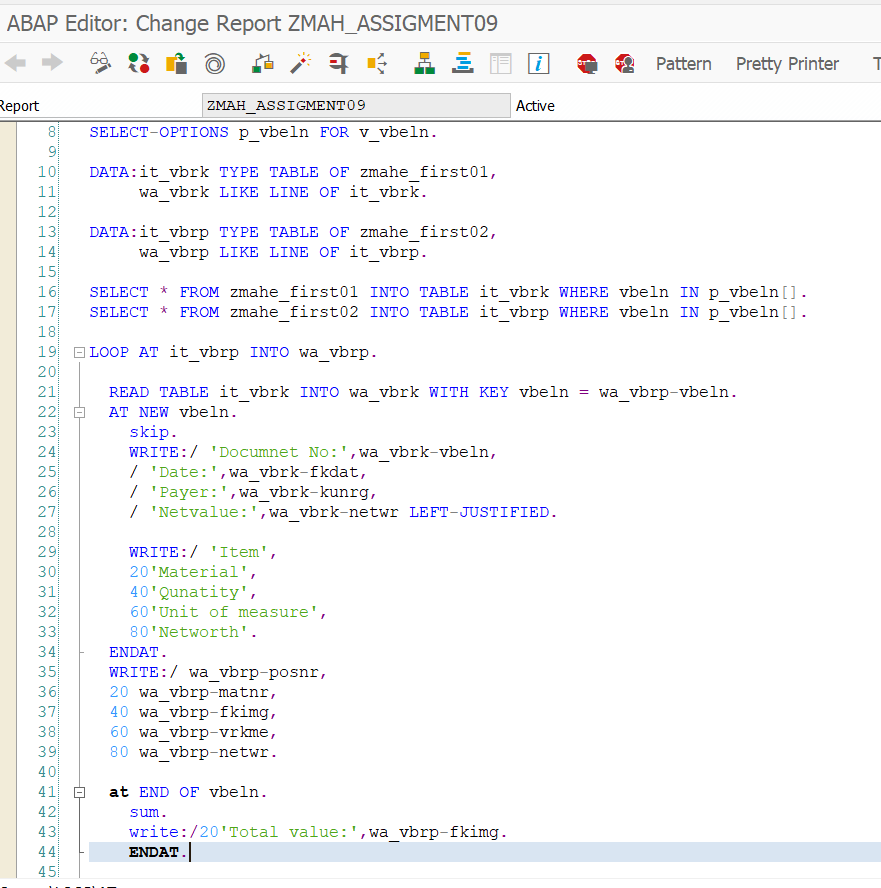 ABAP Editor: Change Report ZMAH_ASSIGMENT09
Pattern Pretty Printer
Report ZMAH_ASSIGMENT09 Active
8 SELECT-OPTIONS p_vbeln FOR v_vbeln.
9
10 DATA:it_vbrk TYPE TABLE OF zmahe_first01,
11 wa_vbrk LIKE LINE OF it_vbrk.
12
13 DATA:it_vbrp TYPE TABLE OF zmahe_first02,
14 wa_vbrp LIKE LINE OF it_vbrp.
15
16 SELECT * FROM zmahe_first01 INTO TABLE it_vbrk WHERE vbeln IN p_vbeln[].
17 SELECT * FROM zmahe_first02 INTO TABLE it_vbrp WHERE vbeln IN p_vbeln[].
18
19 LOOP AT it_vbrp INTO wa_vbrp.
20
21 READ TABLE it_vbrk INTO wa_vbrk WITH KEY vbeln = wa_vbrp-vbeln.
22 AT NEW vbeln.
23 skip.
24 WRITE:/ 'Documnet No:',wa_vbrk-vbeln,
25 / 'Date:',wa_vbrk-fkdat,
26 / 'Payer:',wa_vbrk-kunrg,
27 / 'Netvalue:',wa_vbrk-netwr LEFT-JUSTIFIED.
28
29 WRITE:/ 'Item',
30 20'Material',
31 40'Qunatity',
32 60'Unit of measure',
33 80'Networth'.
34 ENDAT.
35 WRITE:/ wa_vbrp-posnr,
36 20 wa_vbrp-matnr,
37 40 wa_vbrp-fkimg,
38 60 wa_vbrp-vrkme,
39 80 wa_vbrp-netwr.
40
41 at END OF vbeln.
42 sum.
43 write:/20'Total value:',wa_vbrp-fkimg.
44 ENDAT.
45